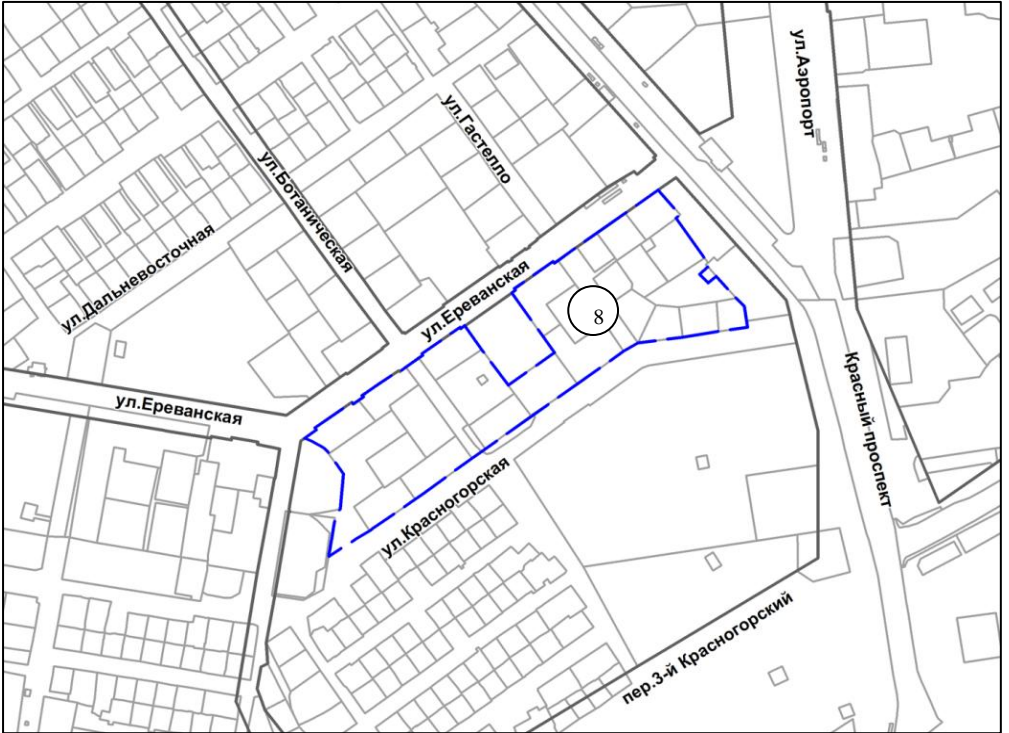 ул.Аэропорт
ул.Гастелло
ул.Ботаническая
ул.Дальневосточная
ул.Ереванская
8
ул.Ереванская
Красный проспект
ул.Красногорская
пер.3-й Красногорский